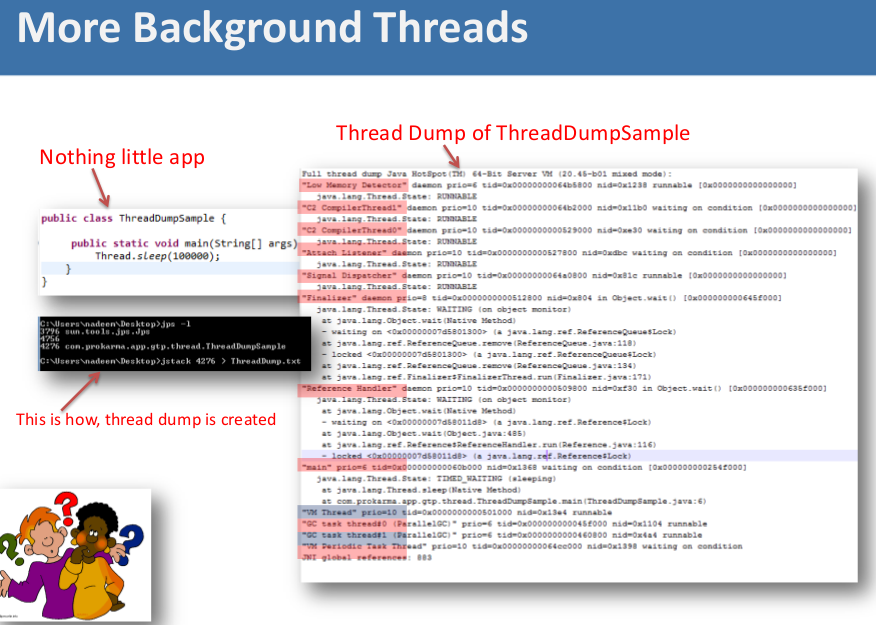 More Background Threads
Thread Dump of ThreadDumpSample
Nothing little app
public class ThreadDumpSample {
public static void main(String[] args)
Thread.sleep(100000);
}
}
C:\Users\nadeem\Desktop>jps -l
3796 sun.tools.jps.Jps
4756
4276 com.prokarma.app.gtp.thread.ThreadDumpSample
C:\Users\nadeem\Desktop>jstack 4276 > ThreadDump.txt
This is how, thread dump is created
Full thread dump Java HotSpot(TM) 64-Bit Server VM (20.45-b01 mixed mode):
"Low Memory Detector" daemon prio=6 tid=0x00000000064b5800 nid=0x1238 runnable [0x0000000000000000]
java.lang.Thread.State: RUNNABLE
"C2 CompilerThread1" daemon prio=10 tid=0x00000000064b2000 nid=0x11b0 waiting on condition [0x0000000000000000]
java.lang.Thread.State: RUNNABLE
"C2 CompilerThread0" daemon prio=10 tid=0x0000000000529000 nid=0xe30 waiting on condition [0x0000000000000000]
java.lang.Thread.State: RUNNABLE
"Attach Listener" daemon prio=10 tid=0x0000000000527800 nid=0xdbc waiting on condition [0x0000000000000000]
java.lang.Thread.State: RUNNABLE
"Signal Dispatcher" daemon prio=10 tid=0x00000000064a0800 nid=0x81c runnable [0x0000000000000000]
java.lang.Thread.State: RUNNABLE
"Finalizer" daemon prio=8 tid=0x0000000000512800 nid=0x804 in Object.wait() [0x000000000645f000]
java.lang.Thread.State: WAITING (on object monitor)
at java.lang.Object.wait(Native Method)
- waiting on <0x00000007d5801300> (a java.lang.ref.ReferenceQueue$Lock)
at java.lang.ref.ReferenceQueue.remove(ReferenceQueue.java:118)
- locked <0x00000007d5801300> (a java.lang.ref.ReferenceQueue$Lock)
at java.lang.ref.ReferenceQueue.remove(ReferenceQueue.java:134)
at java.lang.ref.Finalizer$FinalizerThread.run(Finalizer.java:171)
"Reference Handler" daemon prio=10 tid=0x0000000000509800 nid=0xf30 in Object.wait() [0x000000000635f000]
java.lang.Thread.State: WAITING (on object monitor)
at java.lang.Object.wait(Native Method)
- waiting on <0x00000007d58011d8> (a java.lang.ref.Reference$Lock)
at java.lang.Object.wait(Object.java:485)
at java.lang.ref.Reference$ReferenceHandler.run(Reference.java:116)
- locked <0x00000007d58011d8> (a java.lang.ref.Reference$Lock)
"main" prio=6 tid=0x000000000060b000 nid=0x1368 waiting on condition [0x000000000254f000]
java.lang.Thread.State: TIMED_WAITING (sleeping)
at java.lang.Thread.sleep(Native Method)
at com.prokarma.app.gtp.thread.ThreadDumpSample.main(ThreadDumpSample.java:6)
"VM Thread" prio=10 tid=0x0000000000501000 nid=0x13e4 runnable
"GC task thread#0 (ParallelGC)" prio=6 tid=0x000000000045f000 nid=0x1104 runnable
"GC task thread#1 (ParallelGC)" prio=6 tid=0x0000000000460800 nid=0x4a4 runnable
"VM Periodic Task Thread" prio=10 tid=0x00000000064cc000 nid=0x1398 waiting on condition
JNI global references: 883